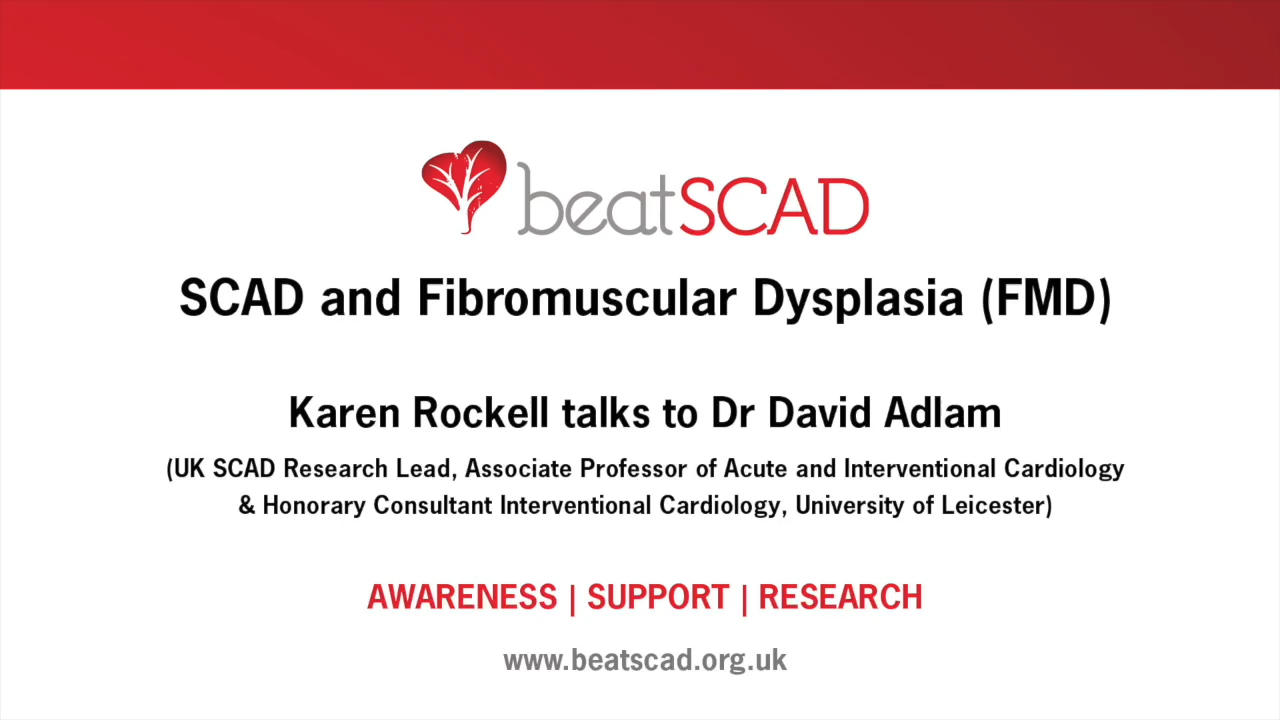 beatSCAD
SCAD and Fibromuscular Dysplasia (FMD)
Karen Rockell talks to Dr David Adlam
(UK SCAD Research Lead, Associate Professor of Acute and Interventional Cardiology
& Honorary Consultant Interventional Cardiology, University of Leicester)
AWARENESS | SUPPORT | RESEARCH
www.beatscad.org.uk